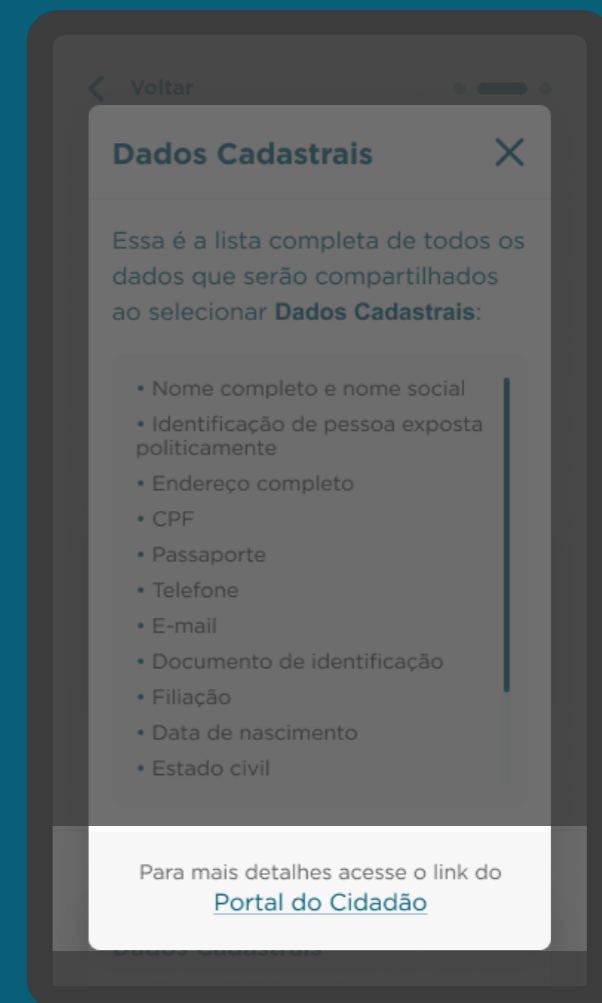 Voltar
Dados Cadastrais
Essa é a lista completa de todos os
dados que serão compartilhados
ao selecionar Dados Cadastrais:
• Nome completo e nome social
• Identificação de pessoa exposta
politicamente
• Endereço completo
• CPF
• Passaporte
• Telefone
• E-mail
• Documento de identificação
• Filiação
• Data de nascimento
• Estado civil
Para mais detalhes acesse o link do
Portal do Cidadão
Dados Cadastrais